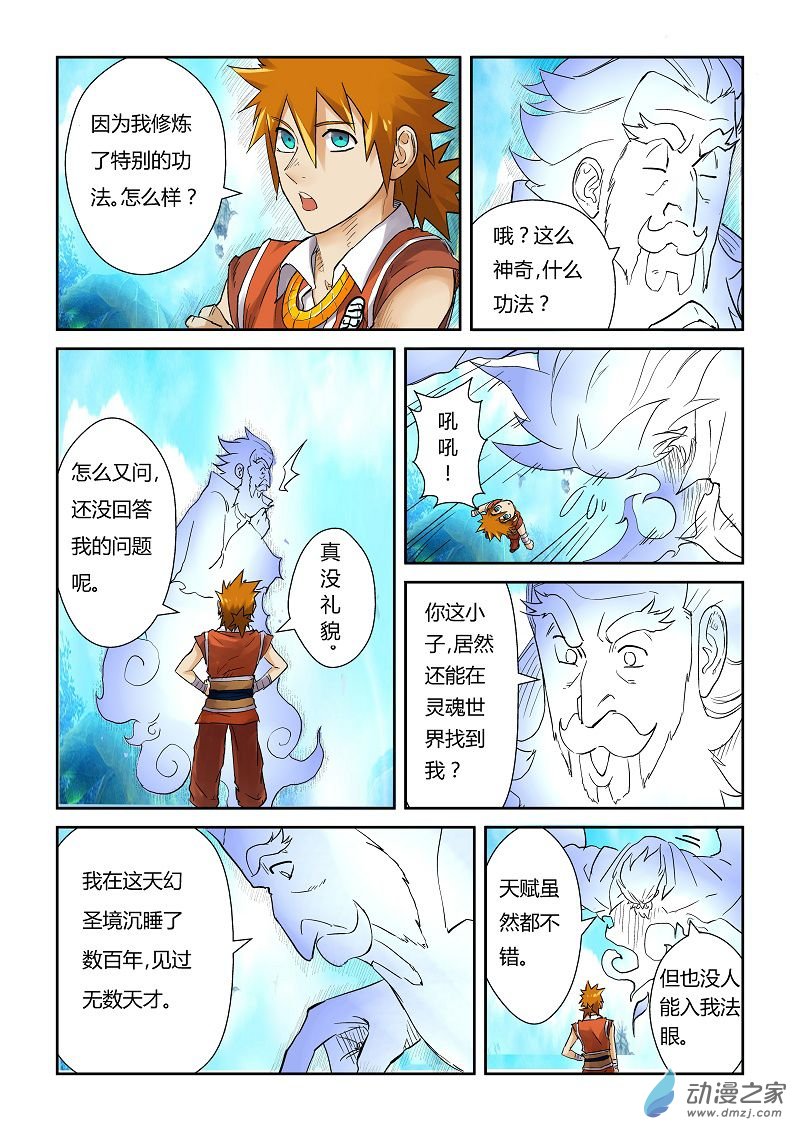 因为我修炼
了特别的功
法。怎么样？
哦？这么
神奇，什么
功法？
怎么又问，
还没回答
我的问题
呢。
真没礼貌。
吼
吼
！
你这小
子，居然
还能在
灵魂世
界找到
我？
我在这天幻
圣境沉睡了
数百年，见过
无数天才。
天赋虽
然都不
错。
但也没人
能入我法
眼。
动漫之家
www.dmzj.com